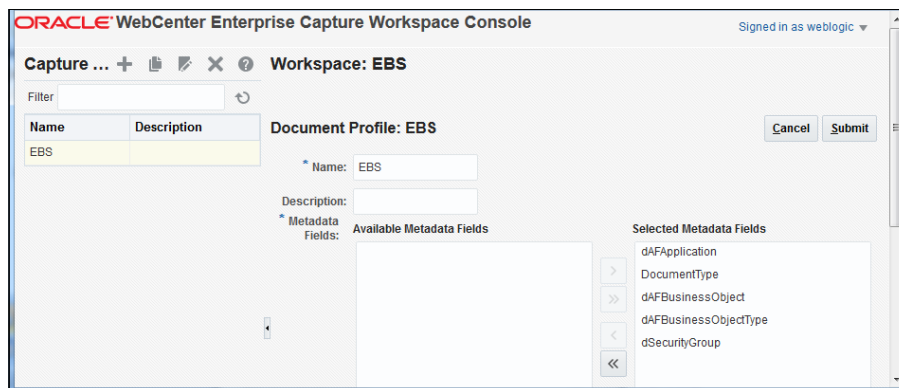 ORACLE® WebCenter Enterprise Capture Workspace Console
Signed in as weblogic
Capture ...
Workspace: EBS
Filter
Name Description
EBS
Document Profile: EBS
Cancel Submit
* Name: EBS
Description:
* Metadata Fields:
Available Metadata Fields
Selected Metadata Fields
dAFApplication
DocumentType
dAFBusinessObject
dAFBusinessObjectType
dSecurityGroup